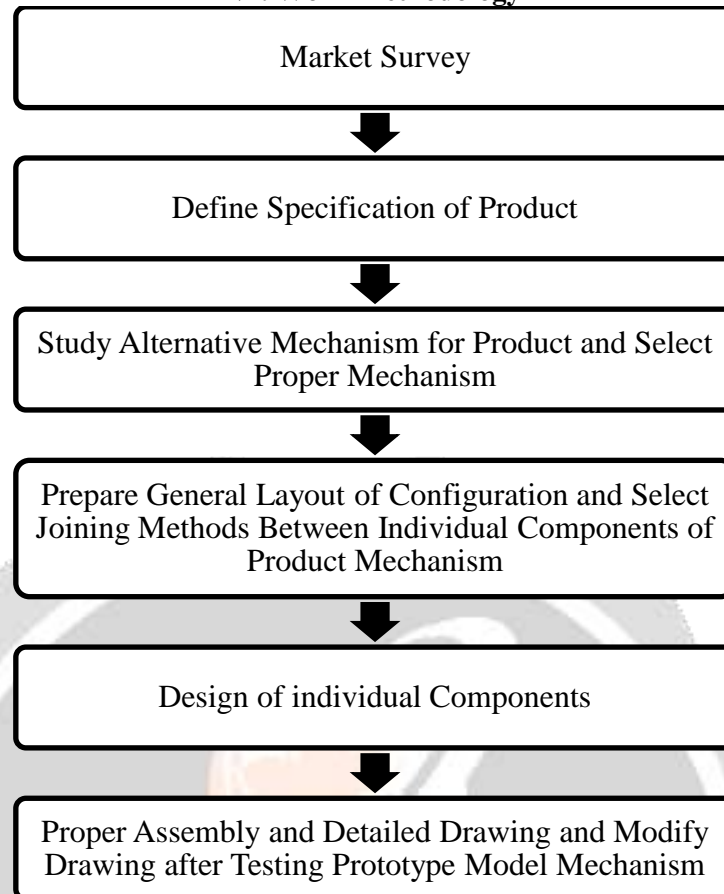 Market Survey
Define Specification of Product
Study Alternative Mechanism for Product and Select
Proper Mechanism
Prepare General Layout of Configuration and Select
Joining Methods Between Individual Components of
Product Mechanism
Design of individual Components
Proper Assembly and Detailed Drawing and Modify
Drawing after Testing Prototype Model Mechanism